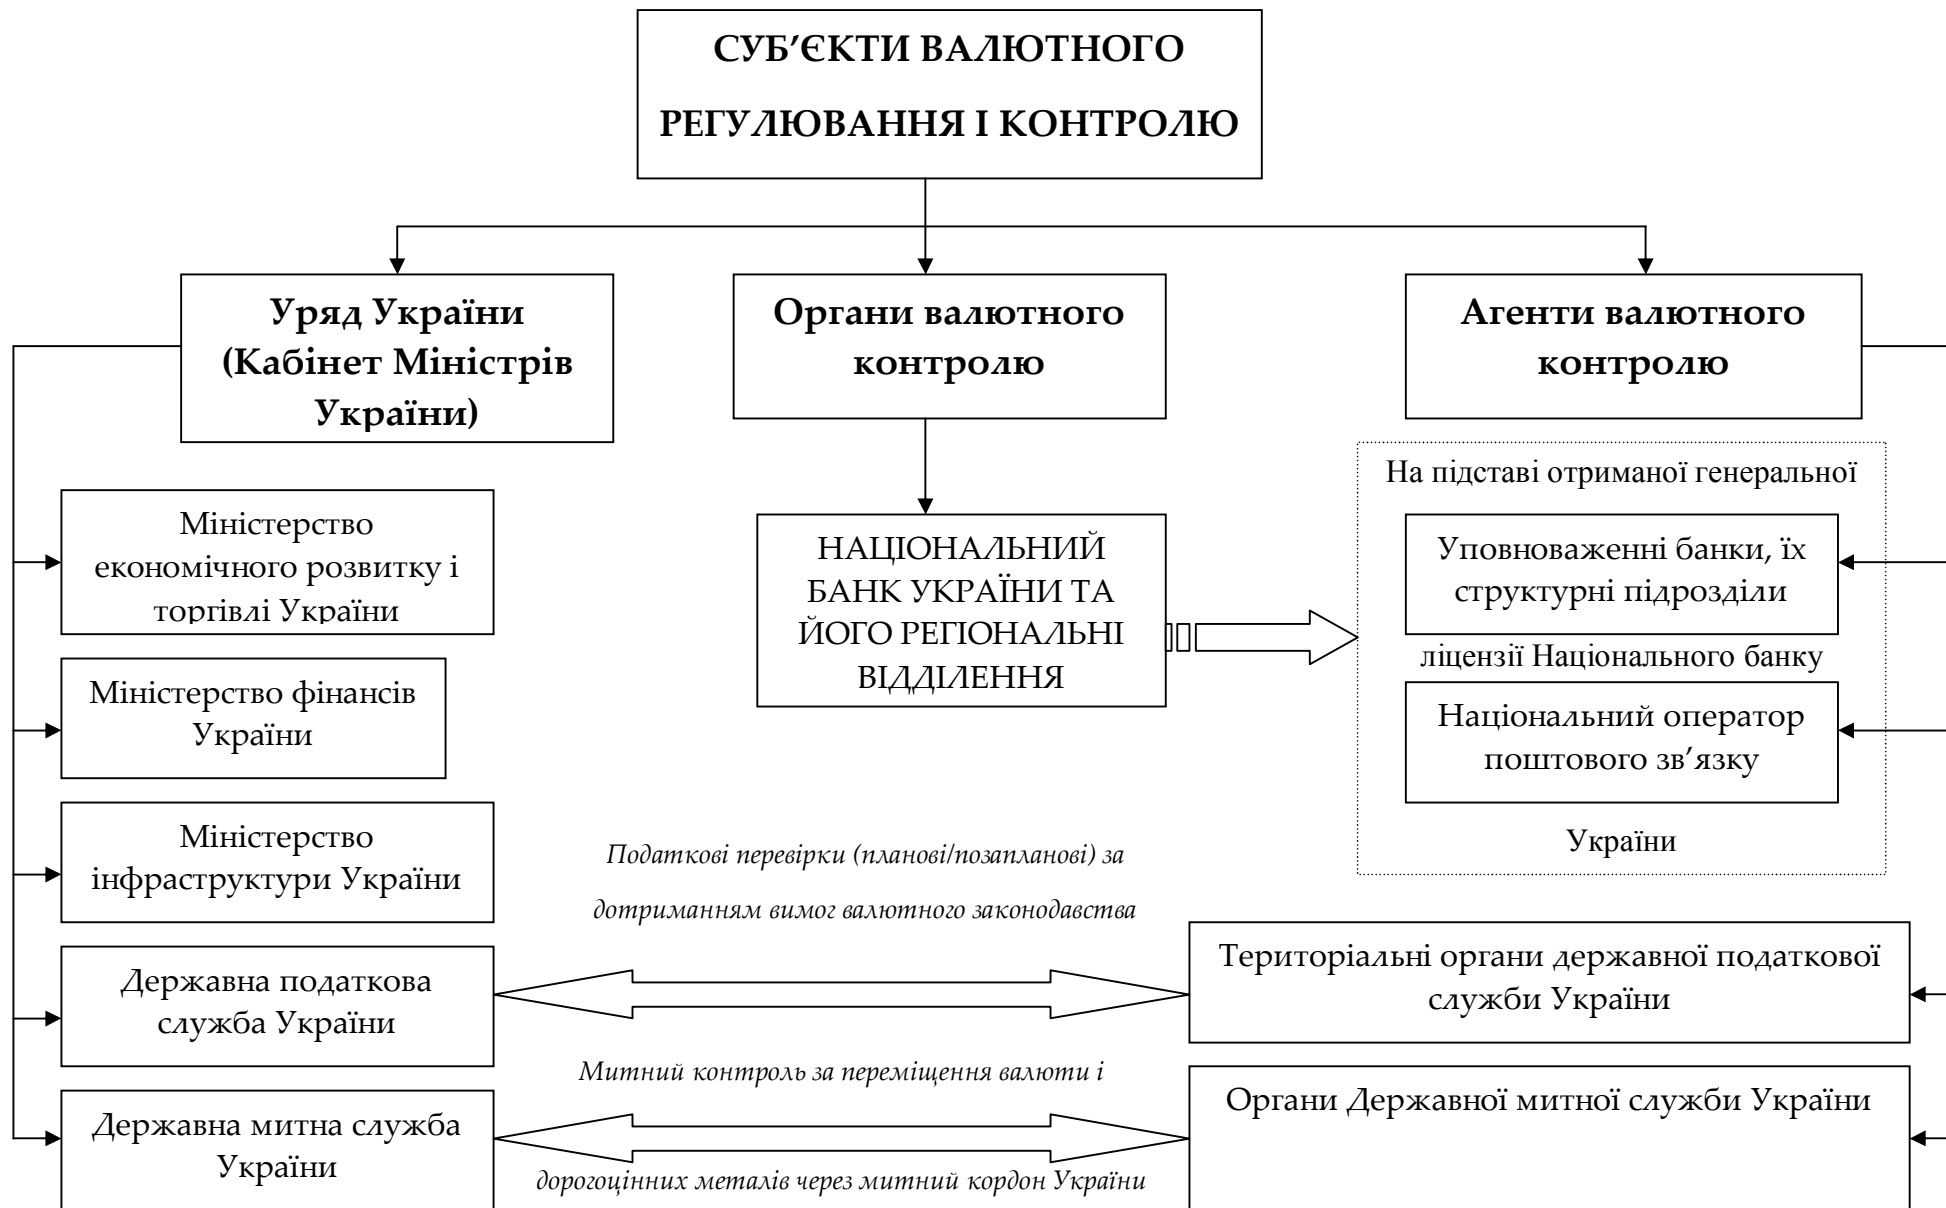 СУБ’ЄКТИ ВАЛЮТНОГО
РЕГУЛЮВАННЯ І КОНТРОЛЮ
Уряд України
(Кабінет Міністрів
України)
Органи валютного
контролю
Агенти валютного
контролю
Міністерство
економічного розвитку і
торгівлі України
Міністерство фінансів
України
Міністерство
інфраструктури України
Державна податкова
служба України
Державна митна служба
України
НАЦІОНАЛЬНИЙ
БАНК УКРАЇНИ ТА
ЙОГО РЕГІОНАЛЬНІ
ВІДДІЛЕННЯ
На підставі отриманої генеральної
Уповноваженні банки, їх
структурні підрозділи
ліцензії Національного банку
Національний оператор
поштового зв’язку
України
Податкові перевірки (планові/позапланові) за
дотриманням вимог валютного законодавства
Територіальні органи державної податкової
служби України
Митний контроль за переміщення валюти і
дорогоцінних металів через митний кордон України
Органи Державної митної служби України